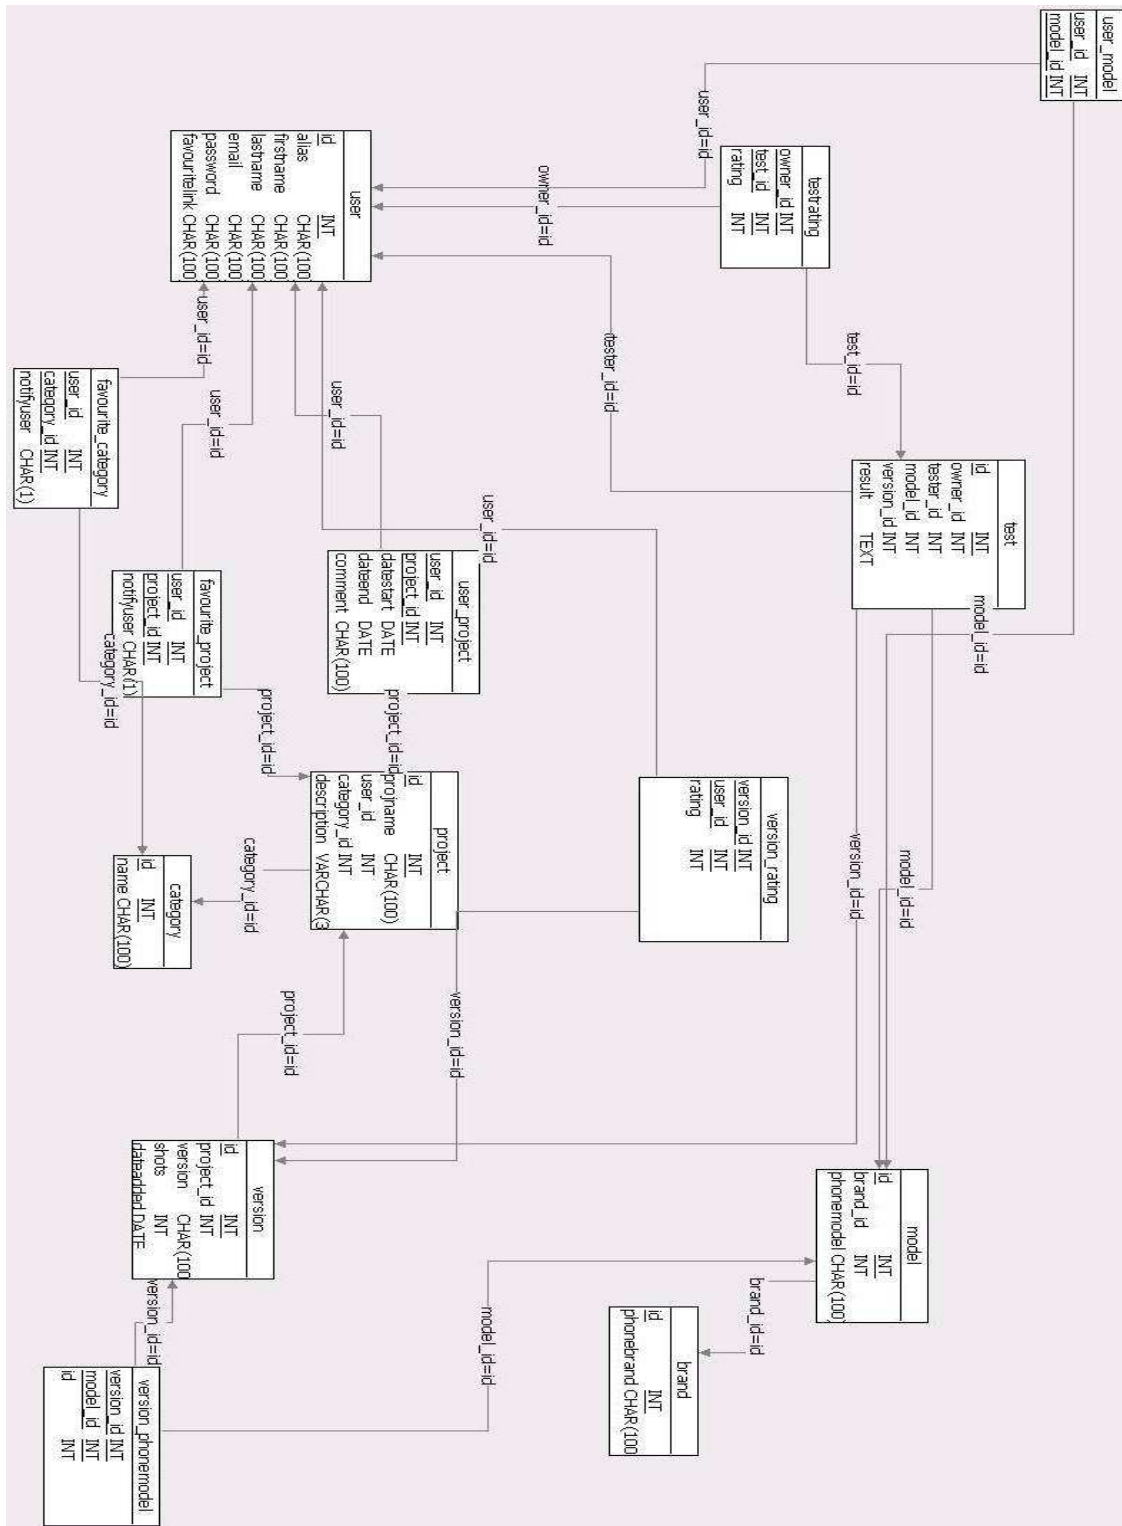 user_model
user_id INT
model_id INT
user_id=id
model_id=id
testrating
owner_id INT
test_id INT
rating INT
owner_id=id
test_id=id
user
id INT
alias CHAR(100)
firstname CHAR(100)
lastname CHAR(100)
email CHAR(100)
password CHAR(100)
favouritelink CHAR(100)
tester_id=id
test
id INT
owner_id INT
tester_id INT
model_id INT
version_id INT
result TEXT
user_id=id
user_id=id
user_id=id
user_id=id
favourite_category
user_id INT
category_id INT
notifyuser CHAR(1)
favourite_project
user_id INT
project_id INT
notifyuser CHAR(1)
category_id=id
user_project
user_id INT
project_id INT
datestart DATE
dateend DATE
comment CHAR(100)
project_id=id
project_id=id
project
id INT
projname CHAR(100)
user_id INT
category_id INT
description VARCHAR(3
category_id=id
category
id INT
name CHAR(100)
version_rating
version_id INT
user_id INT
rating INT
version_id=id
model_id=id
version_id=id
project_id=id
version
id INT
project_id INT
version CHAR(100
shots INT
dateadded DATE
version_id=id
model
id INT
brand_id INT
phonemodel CHAR(100)
brand_id=id
brand
id INT
phonebrand CHAR(100
model_id=id
version_phonemodel
version_id INT
model_id INT
id INT